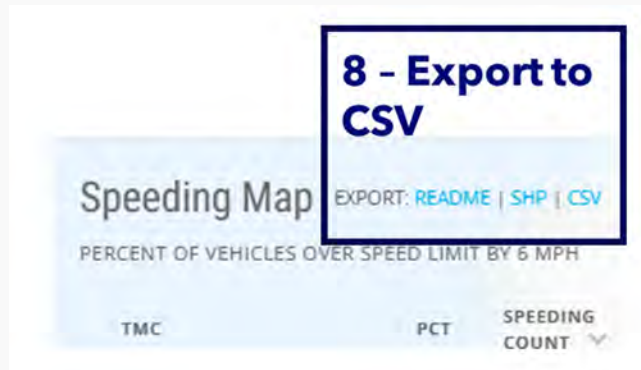 8 - Export to
CSV
Speeding Map EXPORT: README | SHP | CSV
PERCENT OF VEHICLES OVER SPEED LIMIT BY 6 MPH
TMC PCT SPEEDING
COUNT